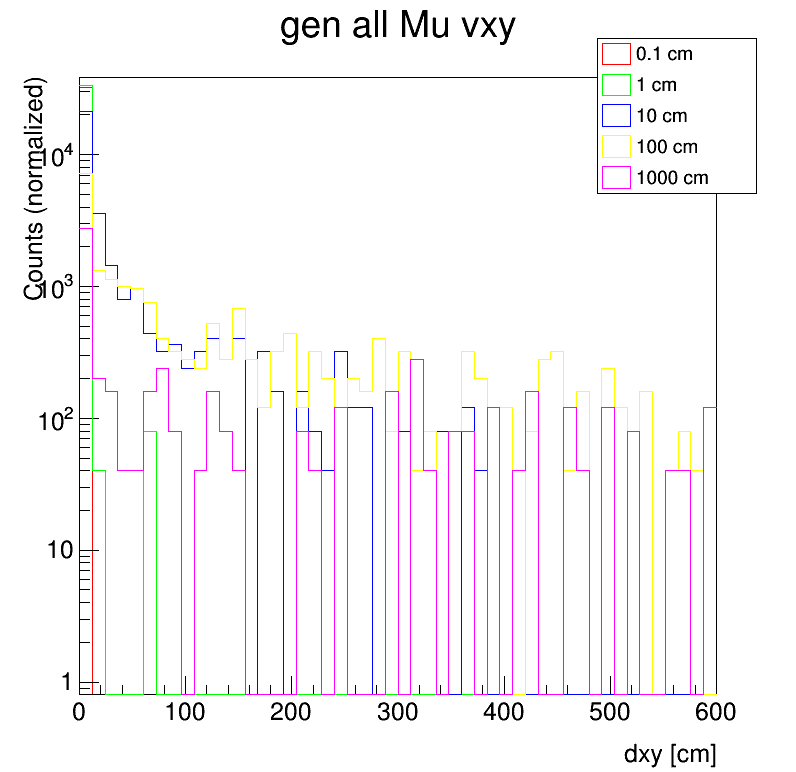 gen all Mu vxy
0.1 cm
1 cm
10 cm
100 cm
1000 cm
Counts (normalized)
10⁴
10³
10²
10
1
0 100 200 300 400 500 600
dxy [cm]